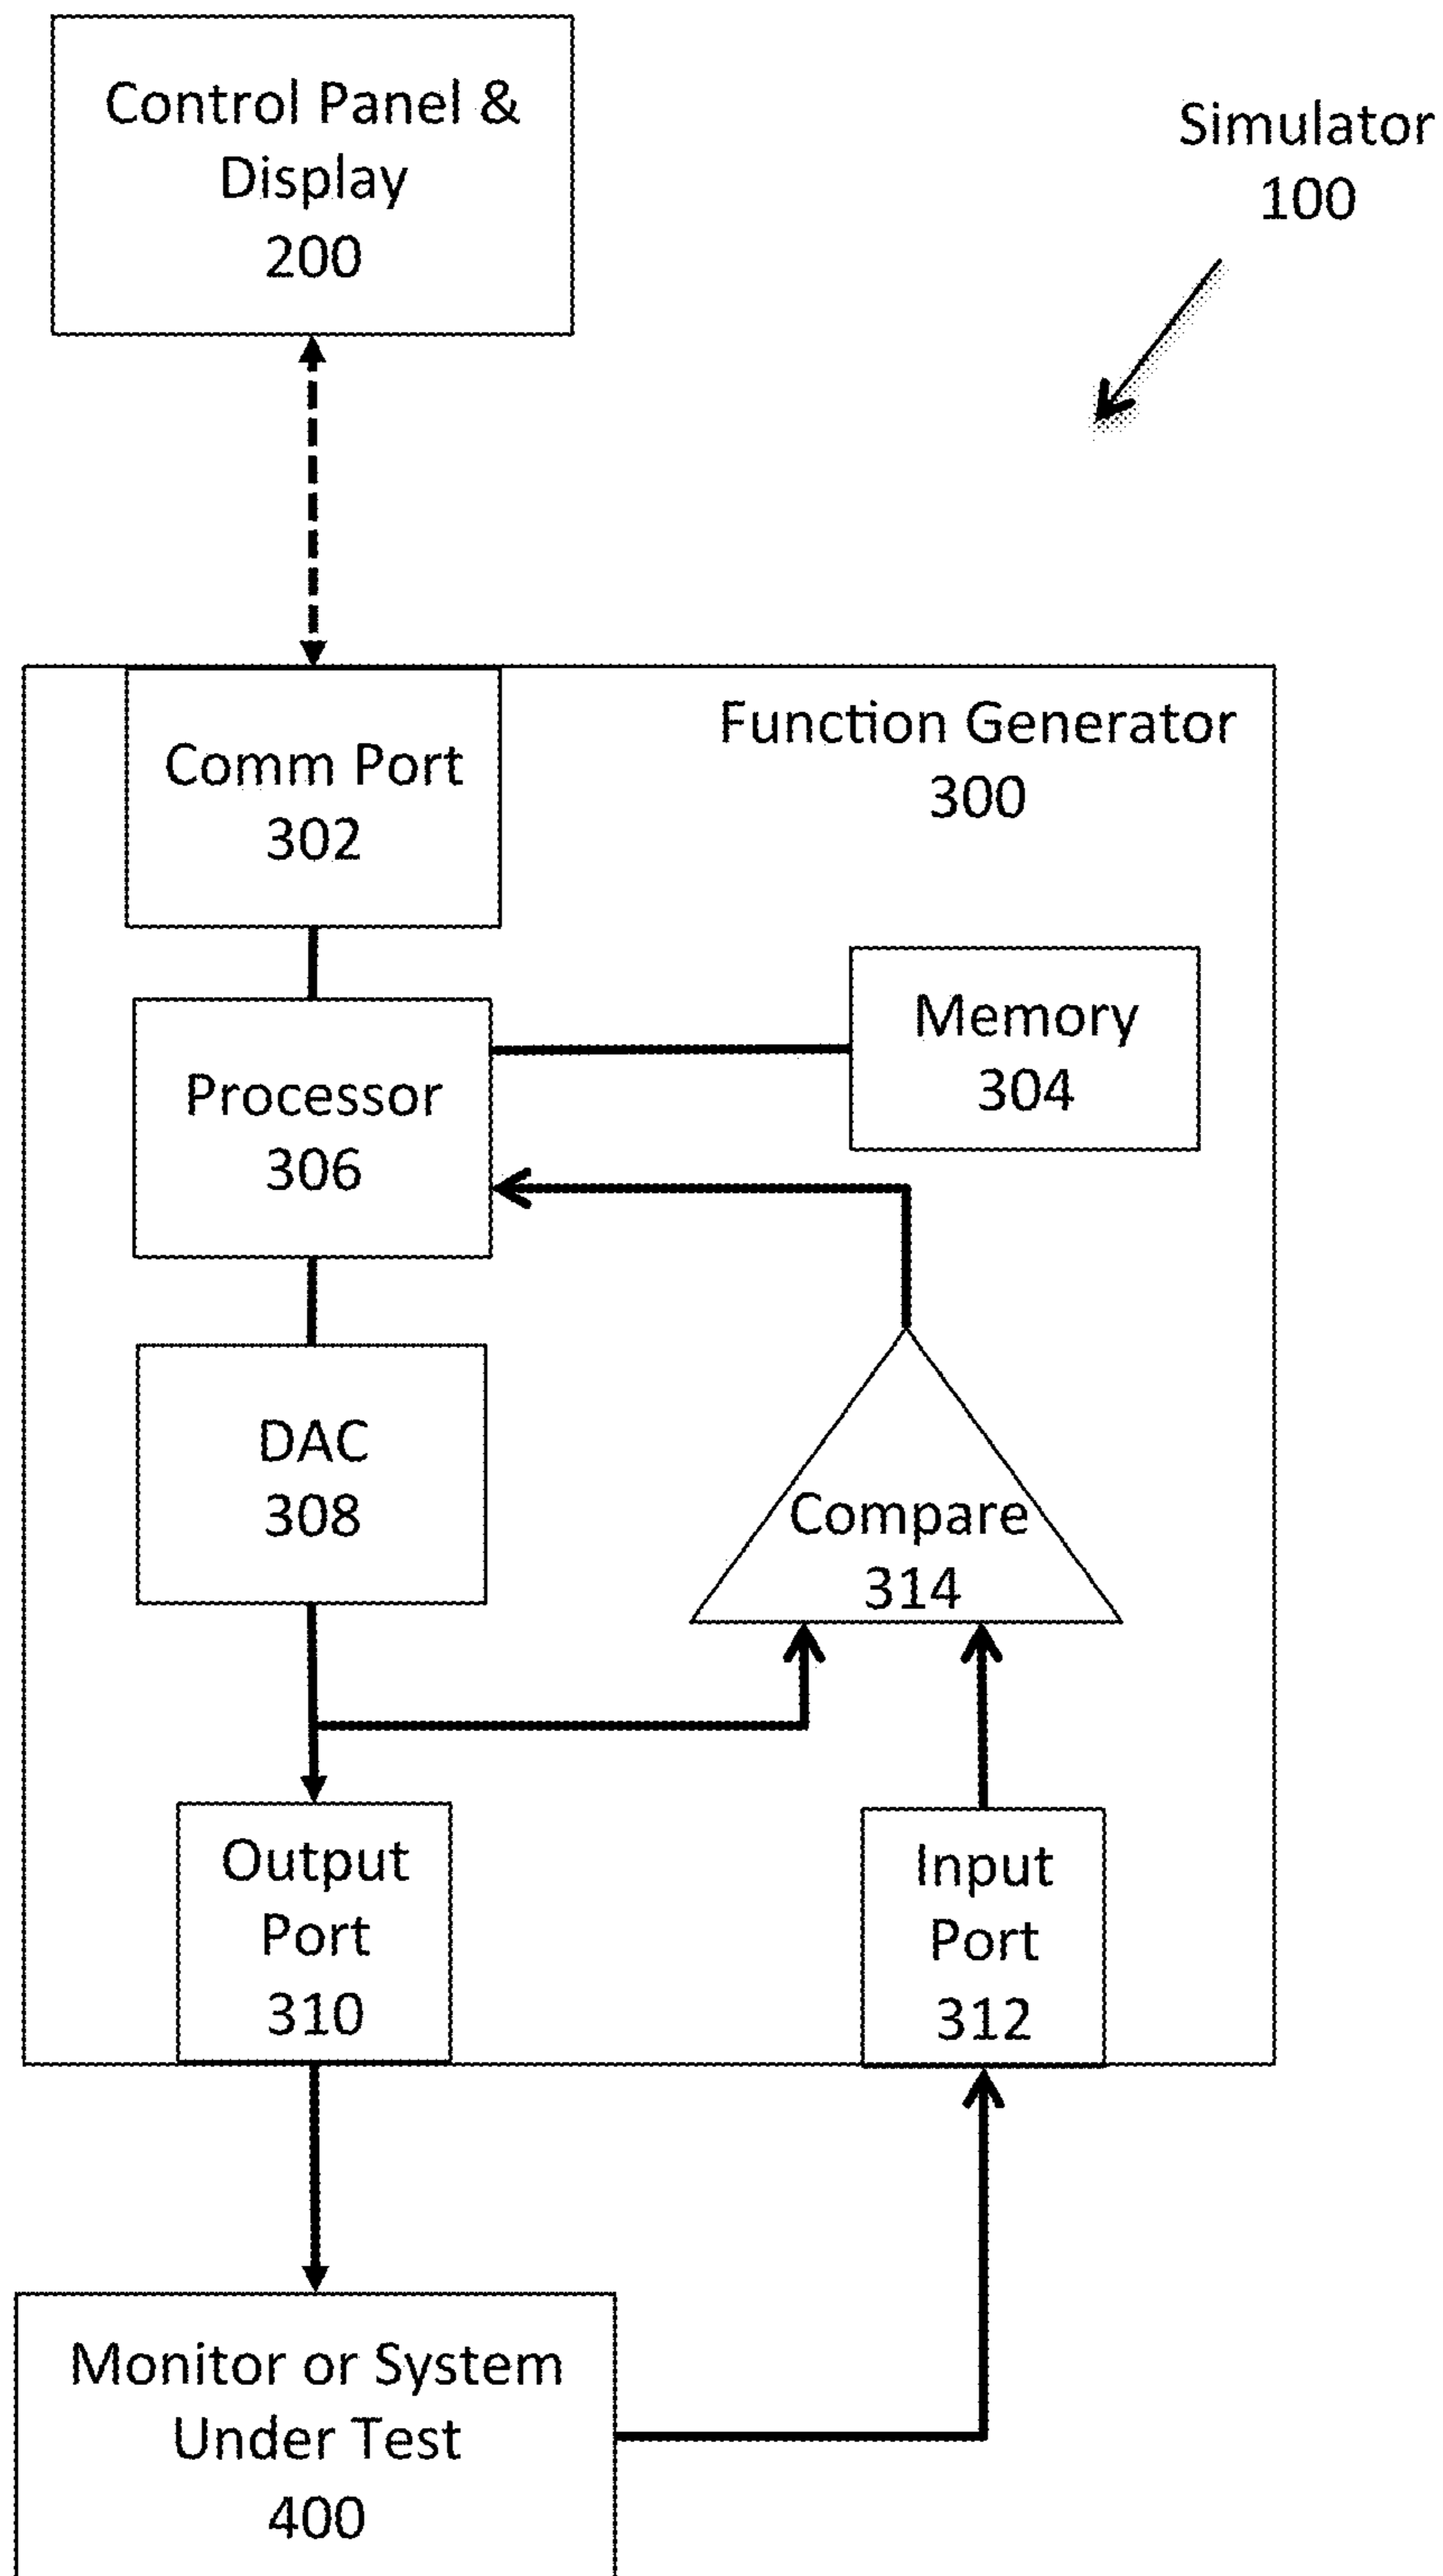 Control Panel &
Display
200
Simulator
100
Function Generator
300
Comm Port
302
Memory
304
Processor
306
DAC
308
Compare
314
Output
Port
310
Input
Port
312
Monitor or System
Under Test
400